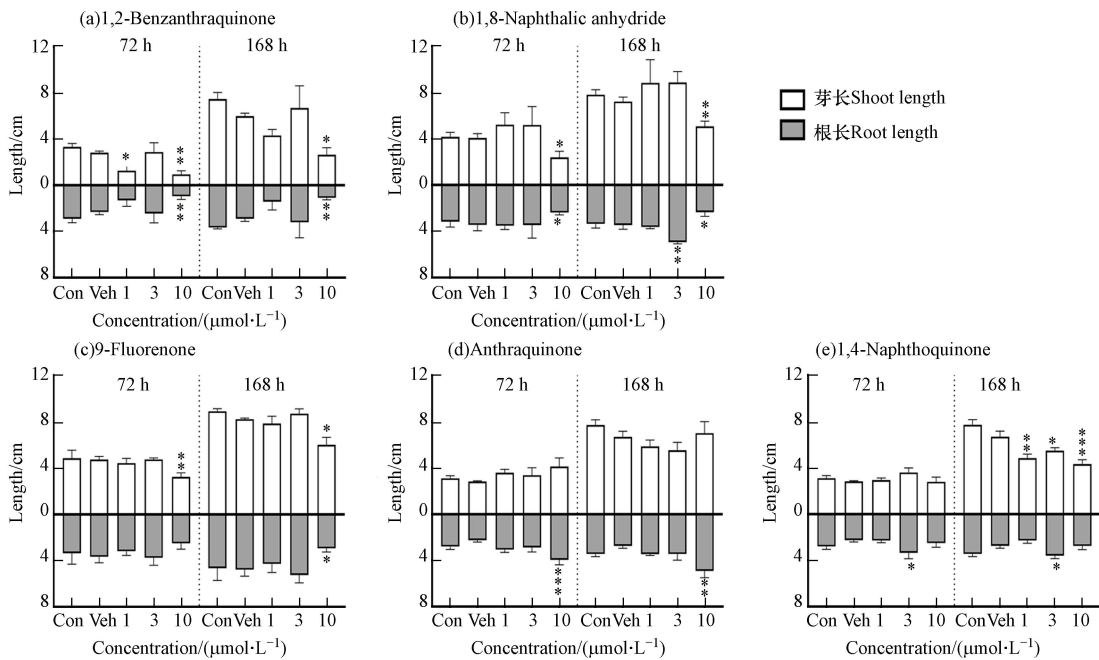 (a)1,2-Benzanthraquinone
(b)1,8-Naphthalic anhydride
12
72 h
168 h
12
72 h
168 h
芽长Shoot length
根长Root length
8
8
**
*
*
*
Length/cm
4
*
**
Length/cm
4
0
0
**
**
*
*
4
4
**
8
8
Con Veh 1 3 10 Con Veh 1 3 10
Con Veh 1 3 10 Con Veh 1 3 10
Concentration/(μmol·L⁻¹)
Concentration/(μmol·L⁻¹)
(c)9-Fluorenone
(d)Anthraquinone
(e)1,4-Naphthoquinone
12
72 h
168 h
12
72 h
168 h
12
72 h
168 h
8
*
8
8
**
*
***
Length/cm
4
**
Length/cm
4
Length/cm
4
0
0
0
*
*
*
4
4
***
**
4
8
8
8
Con Veh 1 3 10 Con Veh 1 3 10
Con Veh 1 3 10 Con Veh 1 3 10
Con Veh 1 3 10 Con Veh 1 3 10
Concentration/(μmol·L⁻¹)
Concentration/(μmol·L⁻¹)
Concentration/(μmol·L⁻¹)